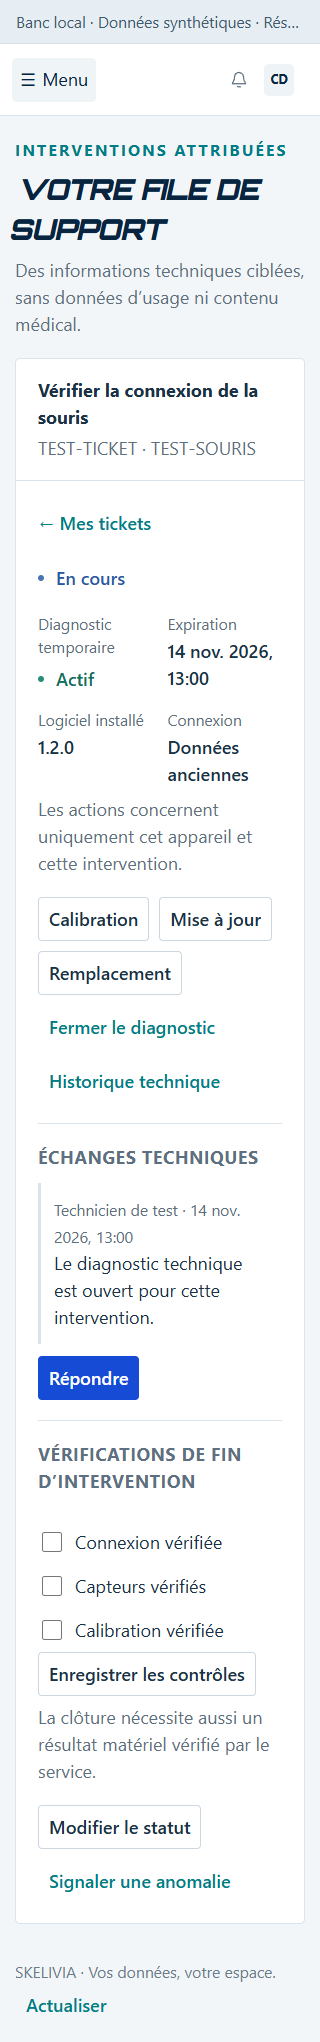 Banc local · Données synthétiques · Rés...
☰ Menu
CD
INTERVENTIONS ATTRIBUÉES
VOTRE FILE DE
SUPPORT
Des informations techniques ciblées,
sans données d’usage ni contenu
médical.
Vérifier la connexion de la
souris
TEST-TICKET · TEST-SOURIS
← Mes tickets
• En cours
Diagnostic
temporaire
• Actif
Expiration
14 nov. 2026,
13:00
Logiciel installé
1.2.0
Connexion
Données
anciennes
Les actions concernent
uniquement cet appareil et
cette intervention.
Calibration
Mise à jour
Remplacement
Fermer le diagnostic
Historique technique
ÉCHANGES TECHNIQUES
Technicien de test · 14 nov.
2026, 13:00
Le diagnostic technique
est ouvert pour cette
intervention.
Répondre
VÉRIFICATIONS DE FIN
D’INTERVENTION
Connexion vérifiée
Capteurs vérifiés
Calibration vérifiée
Enregistrer les contrôles
La clôture nécessite aussi un
résultat matériel vérifié par le
service.
Modifier le statut
Signaler une anomalie
SKELIVIA · Vos données, votre espace.
Actualiser